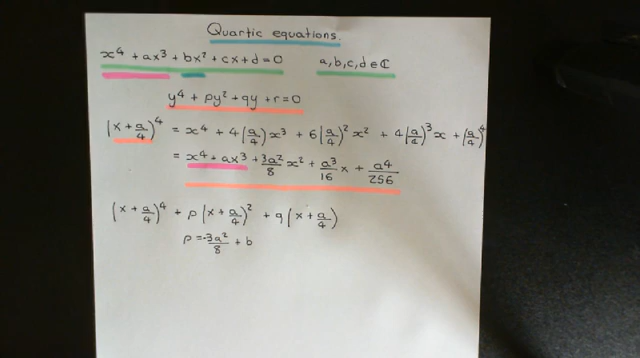 Quartic equations.
x⁴ + ax³ + bx² + cx + d = 0 a, b, c, d ∈ ℂ
y⁴ + py² + qy + r = 0
(x + a/4)⁴ = x⁴ + 4(a/4)x³ + 6(a/4)²x² + 4(a/4)³x + (a/4)⁴
= x⁴ + ax³ + 3a²/8 x² + a³/16 x + a⁴/256
(x + a/4)⁴ + p(x + a/4)² + q(x + a/4)
p = -3a²/8 + b